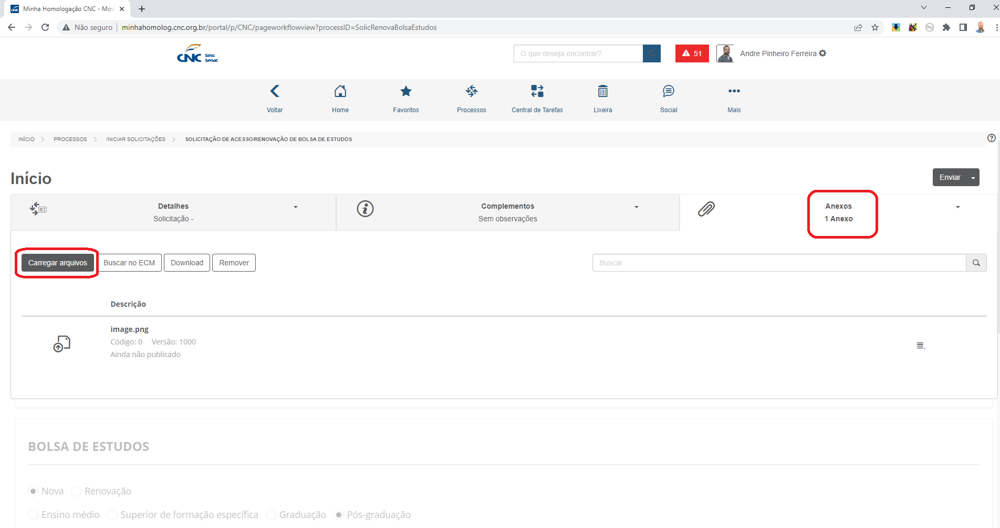 Minha Homologação CNC - Mov
Não seguro
minhahomolog.cnc.org.br/portal/p/CNC/pageworkflowview?processID=SolicRenovaBolsaEstudos
CNC Sesc
Senac
O que deseja encontrar?
51
Andre Pinheiro Ferreira
Voltar
Home
Favoritos
Processos
Central de Tarefas
Lixeira
Social
Mais
INÍCIO
PROCESSOS
INICIAR SOLICITAÇÕES
SOLICITAÇÃO DE ACESSO/RENOVAÇÃO DE BOLSA DE ESTUDOS
Início
Enviar
Detalhes
Solicitação -
Complementos
Sem observações
Anexos
1 Anexo
Carregar arquivos
Buscar no ECM
Download
Remover
Buscar
Descrição
image.png
Código: 0 Versão: 1000
Ainda não publicado
BOLSA DE ESTUDOS
Nova Renovação
Ensino médio Superior de formação específica Graduação Pós-graduação